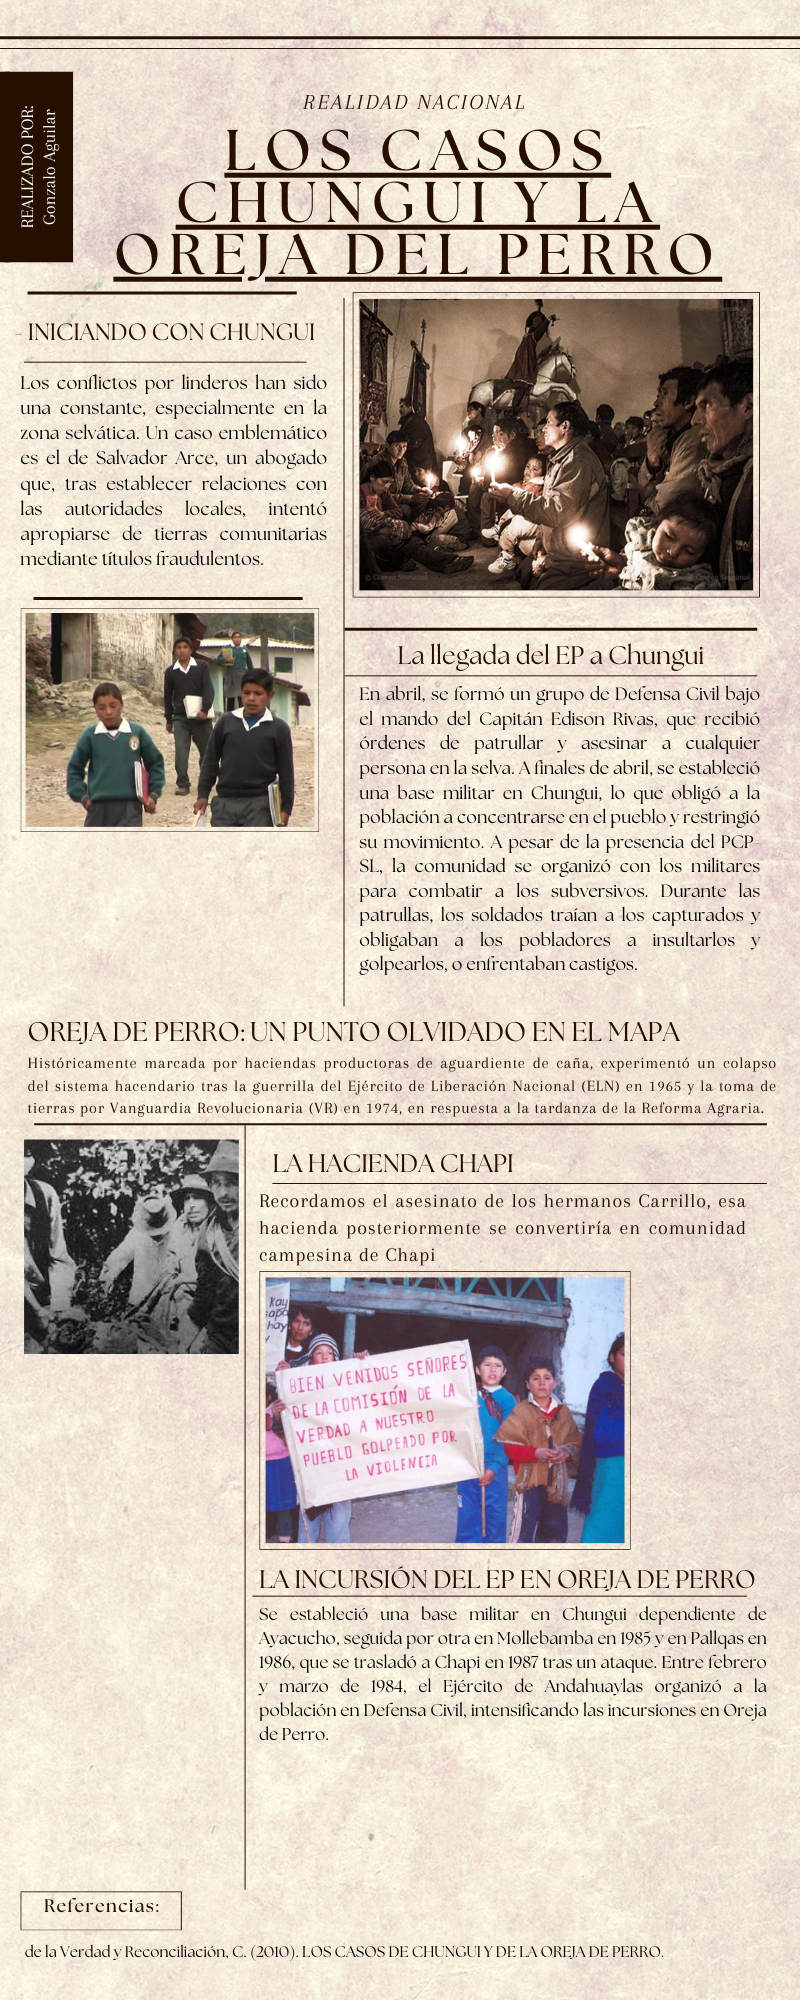 REALIZADO POR:
Gonzalo Aguilar
REALIDAD NACIONAL
LOS CASOS
CHUNGUI Y LA
OREJA DEL PERRO
- INICIANDO CON CHUNGUI
Los conflictos por linderos han sido
una constante, especialmente en la
zona selvática. Un caso emblemático
es el de Salvador Arce, un abogado
que, tras establecer relaciones con
las autoridades locales, intentó
apropiarse de tierras comunitarias
mediante títulos fraudulentos.
© Correo Semanal
La llegada del EP a Chungui
En abril, se formó un grupo de Defensa Civil bajo
el mando del Capitán Edison Rivas, que recibió
órdenes de patrullar y asesinar a cualquier
persona en la selva. A finales de abril, se estableció
una base militar en Chungui, lo que obligó a la
población a concentrarse en el pueblo y restringió
su movimiento. A pesar de la presencia del PCP-
SL, la comunidad se organizó con los militares
para combatir a los subversivos. Durante las
patrullas, los soldados traían a los capturados y
obligaban a los pobladores a insultarlos y
golpearlos, o enfrentaban castigos.
OREJA DE PERRO: UN PUNTO OLVIDADO EN EL MAPA
Históricamente marcada por haciendas productoras de aguardiente de caña, experimentó un colapso
del sistema hacendario tras la guerrilla del Ejército de Liberación Nacional (ELN) en 1965 y la toma de
tierras por Vanguardia Revolucionaria (VR) en 1974, en respuesta a la tardanza de la Reforma Agraria.
LA HACIENDA CHAPI
Recordamos el asesinato de los hermanos Carrillo, esa
hacienda posteriormente se convertiría en comunidad
campesina de Chapi
Kay
BIEN VENIDOS SEÑORES
DE LA COMISIÓN DE LA
VERDAD A NUESTRO
PUEBLO GOLPEADO POR
LA VIOLENCIA
LA INCURSIÓN DEL EP EN OREJA DE PERRO
Se estableció una base militar en Chungui dependiente de
Ayacucho, seguida por otra en Mollebamba en 1985 y en Pallqas en
1986, que se trasladó a Chapi en 1987 tras un ataque. Entre febrero
y marzo de 1984, el Ejército de Andahuaylas organizó a la
población en Defensa Civil, intensificando las incursiones en Oreja
de Perro.
Referencias:
de la Verdad y Reconciliación, C. (2010). LOS CASOS DE CHUNGUI Y DE LA OREJA DE PERRO.